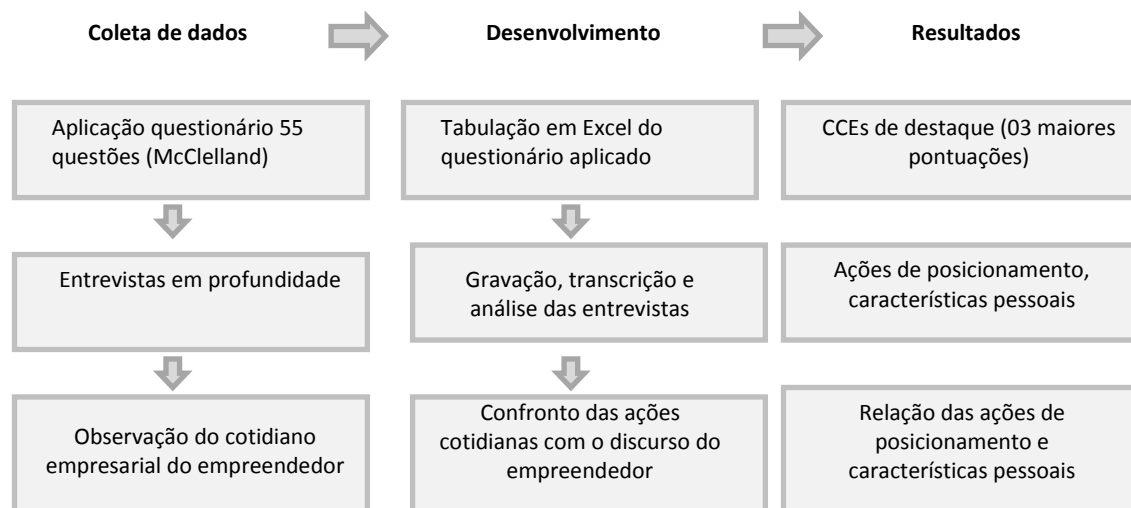 Coleta de dados
Desenvolvimento
Resultados
Aplicação questionário 55
questões (McClelland)
Tabulação em Excel do
questionário aplicado
CCEs de destaque (03 maiores
pontuações)
Entrevistas em profundidade
Gravação, transcrição e
análise das entrevistas
Ações de posicionamento,
características pessoais
Observação do cotidiano
empresarial do empreendedor
Confronto das ações
cotidianas com o discurso do
empreendedor
Relação das ações de
posicionamento e
características pessoais